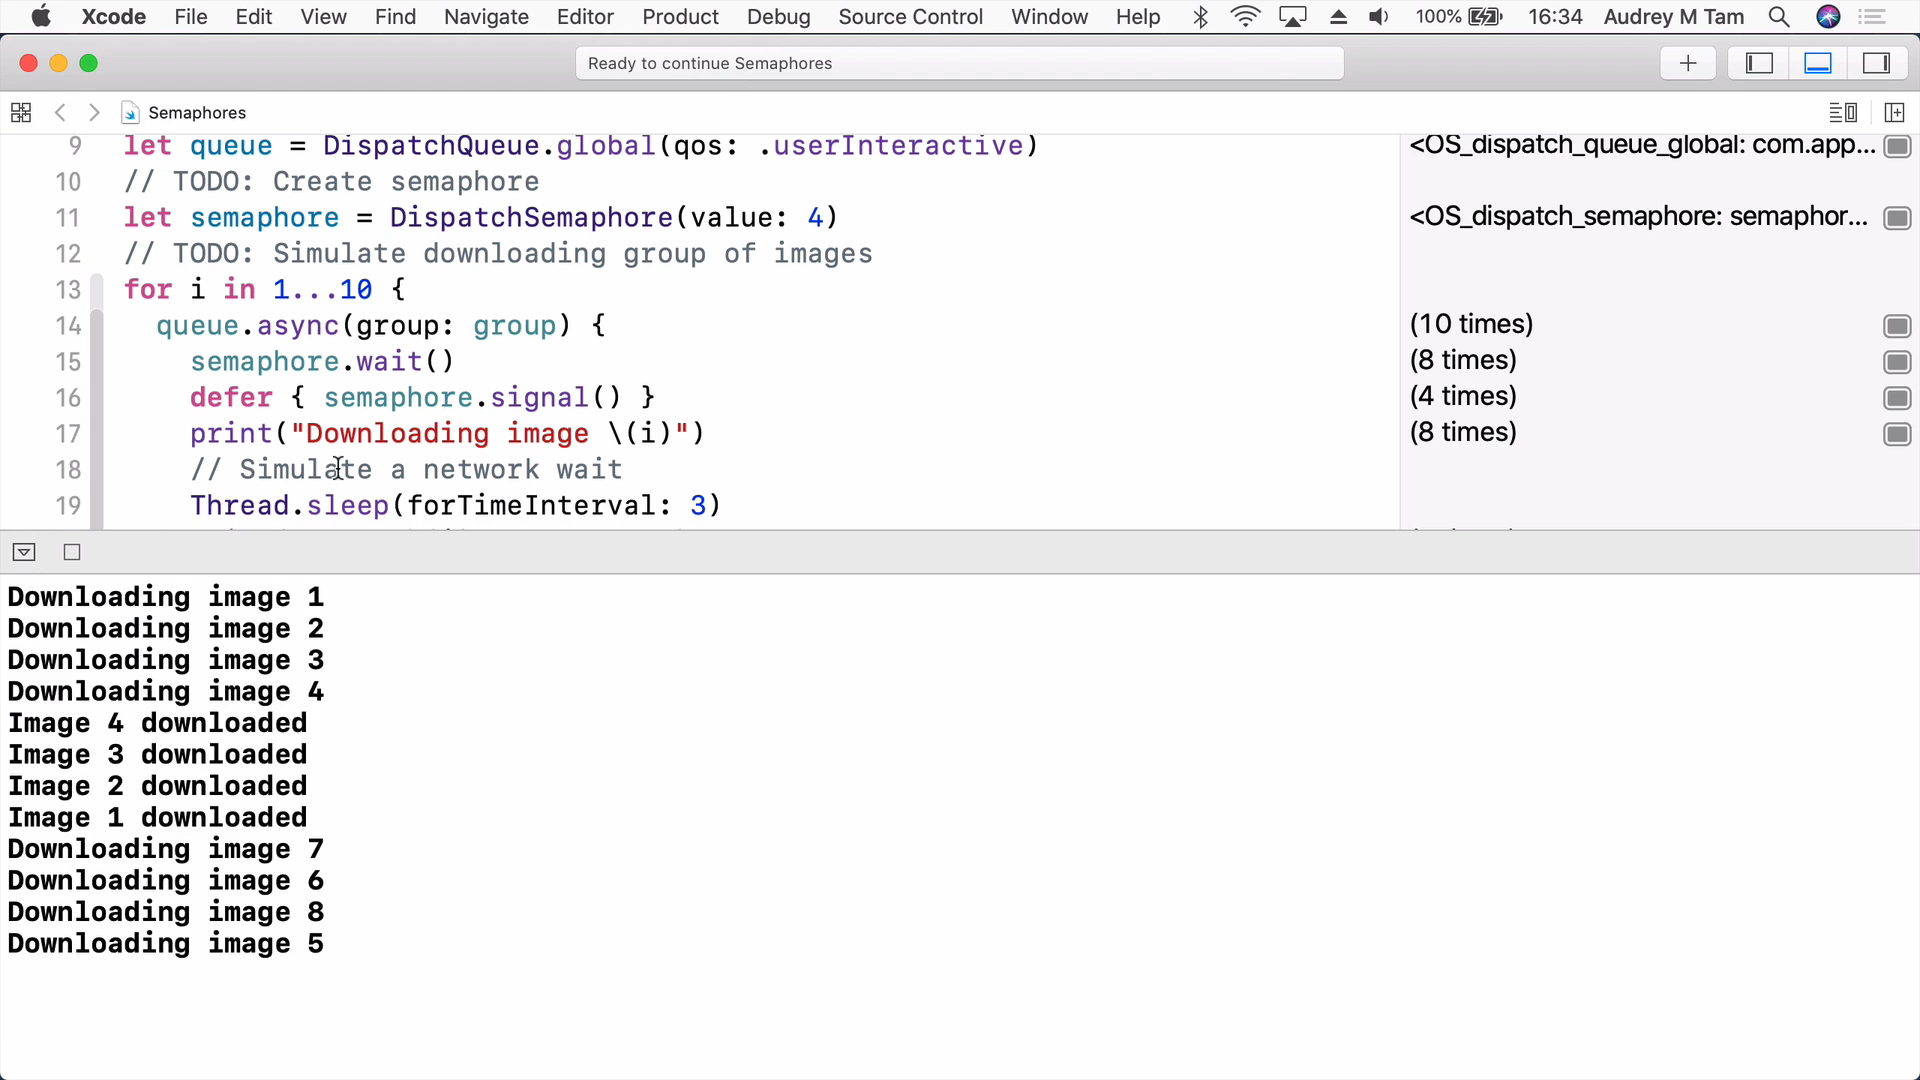 Xcode File Edit View Find Navigate Editor Product Debug Source Control Window Help 100% 16:34 Audrey M Tam
Ready to continue Semaphores
Semaphores
9 let queue = DispatchQueue.global(qos: .userInteractive) <OS_dispatch_queue_global: com.app...
10 // TODO: Create semaphore
11 let semaphore = DispatchSemaphore(value: 4) <OS_dispatch_semaphore: semaphor...
12 // TODO: Simulate downloading group of images
13 for i in 1...10 {
14 queue.async(group: group) { (10 times)
15 semaphore.wait() (8 times)
16 defer { semaphore.signal() } (4 times)
17 print("Downloading image \(i)") (8 times)
18 // Simulate a network wait
19 Thread.sleep(forTimeInterval: 3)
Downloading image 1
Downloading image 2
Downloading image 3
Downloading image 4
Image 4 downloaded
Image 3 downloaded
Image 2 downloaded
Image 1 downloaded
Downloading image 7
Downloading image 6
Downloading image 8
Downloading image 5